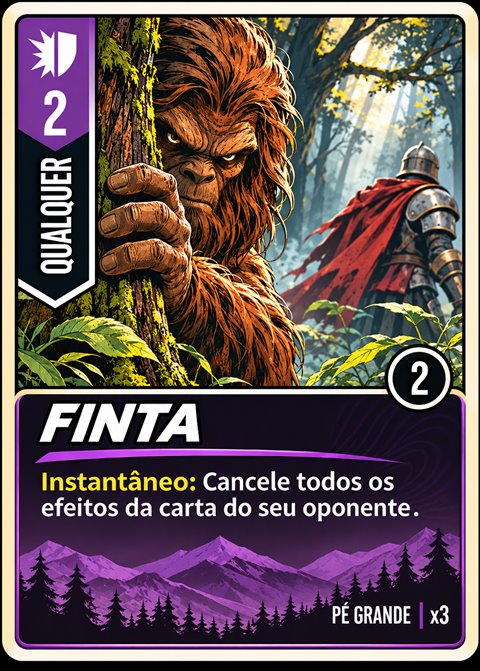 2
QUALQUER
2
FINTA
Instantâneo: Cancele todos os
efeitos da carta do seu oponente.
PÉ GRANDE | x3